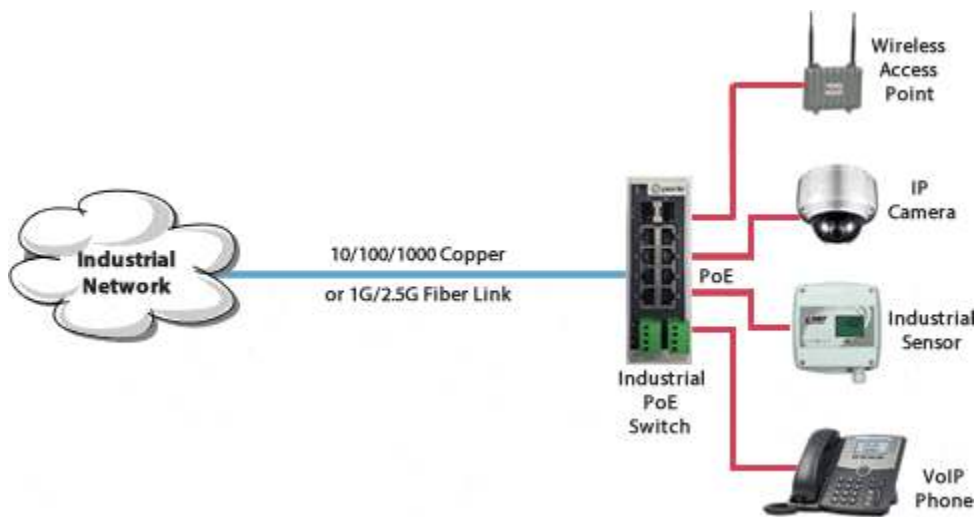 Wireless
Access
Point
IP
Camera
Industrial
Network
10/100/1000 Copper
or 1G/2.5G Fiber Link
PoE
Industrial
Sensor
Industrial
PoE
Switch
VoIP
Phone